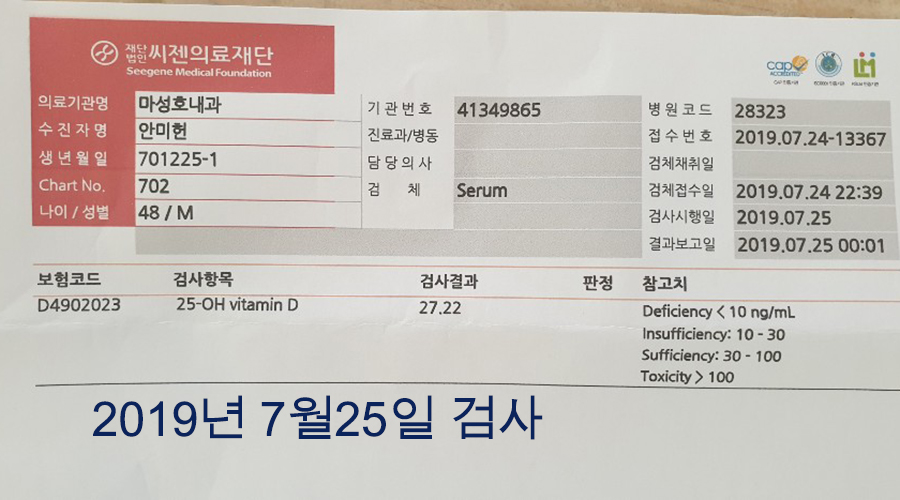 재단법인 씨젠의료재단
Seegene Medical Foundation
cap ACCREDITED
의료기관명 마성호내과 기관번호 41349865 병원코드 28323
수진자명 안미헌 진료과/병동 접수번호 2019.07.24-13367
생년월일 701225-1 담당의사 검체채취일
Chart No. 702 검 체 Serum 검체접수일 2019.07.24 22:39
나이 / 성별 48 / M 검사시행일 2019.07.25
결과보고일 2019.07.25 00:01
보험코드 검사항목 검사결과 판정 참고치
D4902023 25-OH vitamin D 27.22 Deficiency < 10 ng/mL
Insufficiency: 10 - 30
Sufficiency: 30 - 100
Toxicity > 100
2019년 7월25일 검사